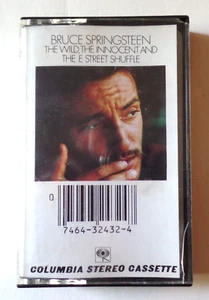 BRUCE SPRINGSTEEN
THE WILD, THE INNOCENT AND
THE E STREET SHUFFLE
0
7464-32432-4
COLUMBIA STEREO CASSETTE